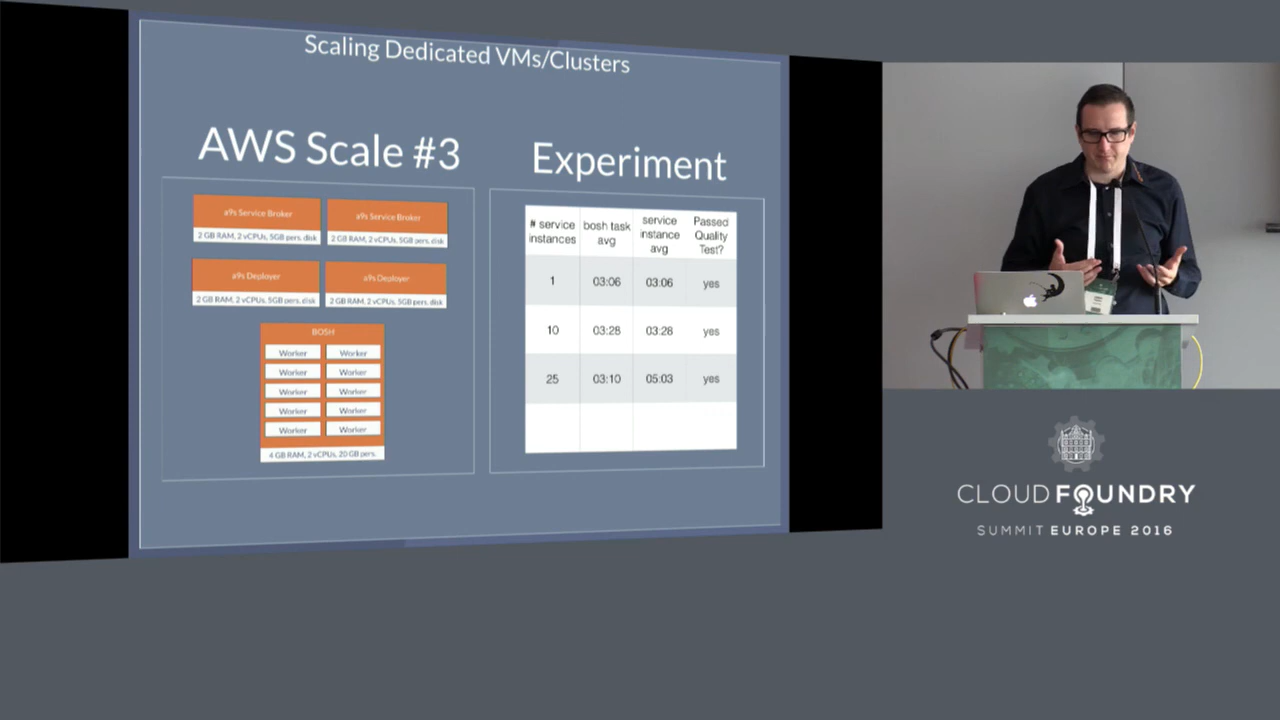 Scaling Dedicated VMs/Clusters
AWS Scale #3
a9s Service Broker
2 GB RAM, 2 vCPUs, 5GB pers. disk
a9s Service Broker
2 GB RAM, 2 vCPUs, 5GB pers. disk
a9s Deployer
2 GB RAM, 2 vCPUs, 5GB pers. disk
a9s Deployer
2 GB RAM, 2 vCPUs, 5GB pers. disk
BOSH
Worker Worker
Worker Worker
Worker Worker
Worker Worker
Worker Worker
4 GB RAM, 2 vCPUs, 20 GB pers.
Experiment
# service instances bosh task avg service instance avg Passed Quality Test?
1 03:06 03:06 yes
10 03:28 03:28 yes
25 03:10 05:03 yes
CLOUD FOUNDRY
SUMMIT EUROPE 2016